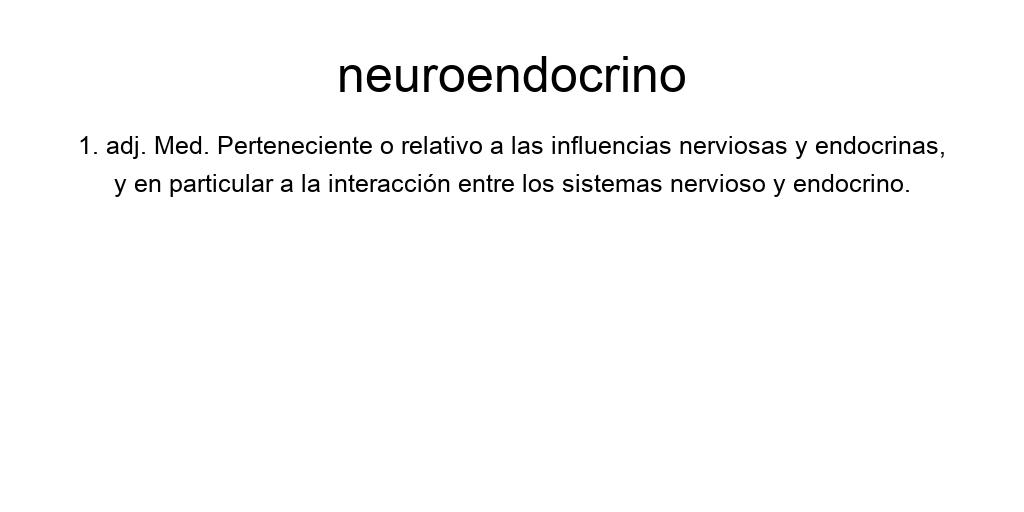 neuroendocrino
1. adj. Med. Perteneciente o relativo a las influencias nerviosas y endocrinas,
y en particular a la interacción entre los sistemas nervioso y endocrino.